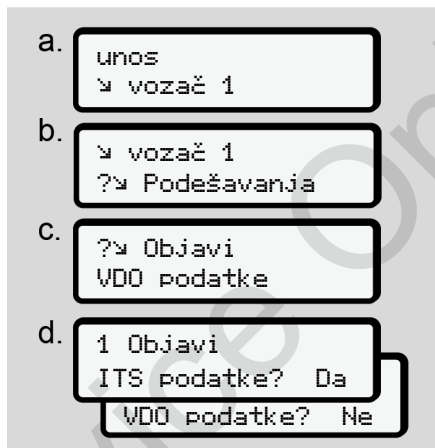 a.
unos
↘ vozač 1
b.
↘ vozač 1
?↘ Podešavanja
c.
?↘ Objavi
VDO podatke
d.
1 Objavi
ITS podatke? Da
VDO podatke? Ne